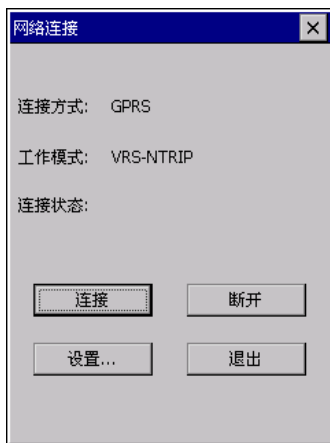 网络连接
连接方式: GPRS
工作模式: VRS-NTRIP
连接状态:
连接 断开
设置... 退出